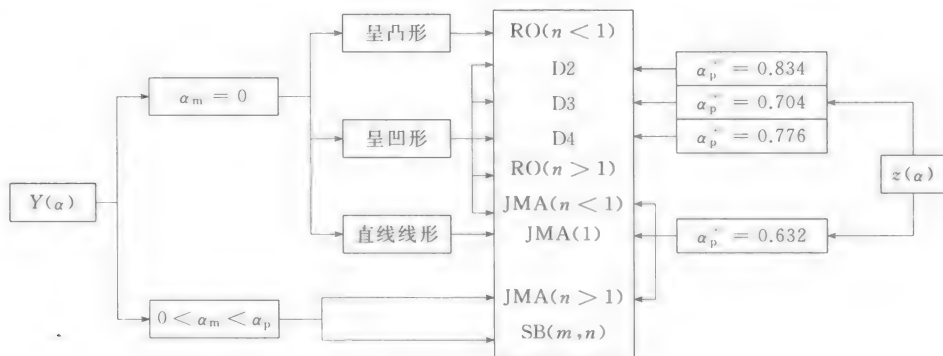 呈凸形
RO(n<1)
D2
α_p^* = 0.834
α_m = 0
D3
α_p^* = 0.704
呈凹形
D4
α_p^* = 0.776
RO(n>1)
Y(α)
z(α)
JMA(n<1)
直线线形
JMA(1)
α_p^* = 0.632
JMA(n>1)
0<α_m<α_p
SB(m,n)